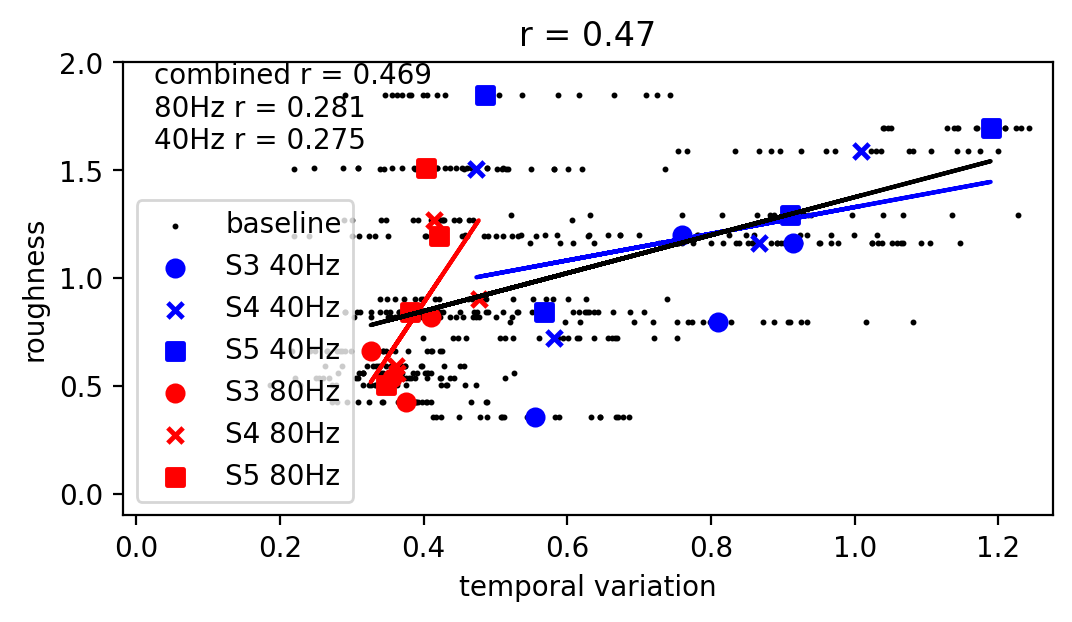 r = 0.47
combined r = 0.469
80Hz r = 0.281
40Hz r = 0.275
roughness
2.0
1.5
1.0
0.5
0.0
baseline
S3 40Hz
S4 40Hz
S5 40Hz
S3 80Hz
S4 80Hz
S5 80Hz
0.0 0.2 0.4 0.6 0.8 1.0 1.2
temporal variation